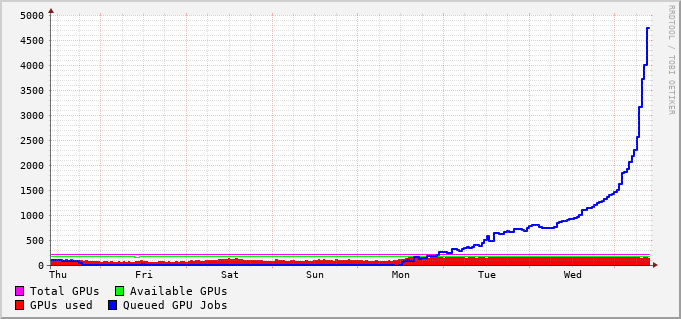 5000
4500
4000
3500
3000
2500
2000
1500
1000
500
0
Thu Fri Sat Sun Mon Tue Wed
Total GPUs Available GPUs
GPUs used Queued GPU Jobs
RRDTOOL / TOBI OETIKER